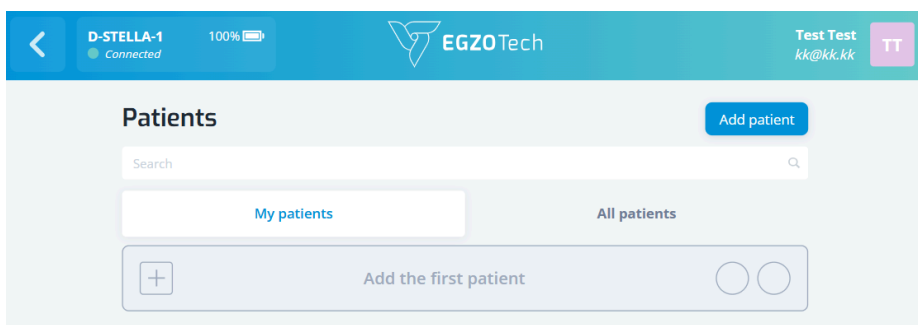 D-STELLA-1 100%
Connected
EGZOTech
Test Test
kk@kk.kk
TT
Patients
Add patient
Search
My patients All patients
Add the first patient